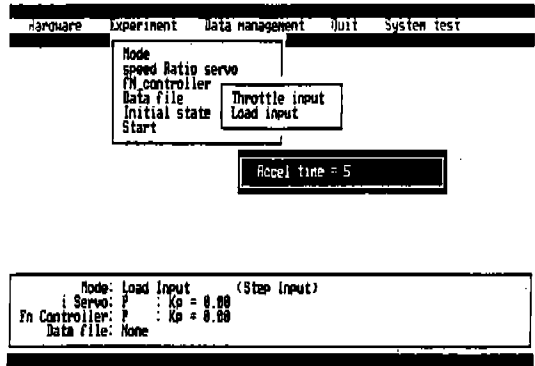 Hardware Experiment Data management Quit System test
Mode
speed Ratio servo
fN_controller
Data file
Initial state
Start
Throttle input
Load input
Accel time = 5
Mode: Load Input (Step Input)
i Servo: P : Kp = 0.00
Fn Controller: P : Kp = 0.00
Data file: None